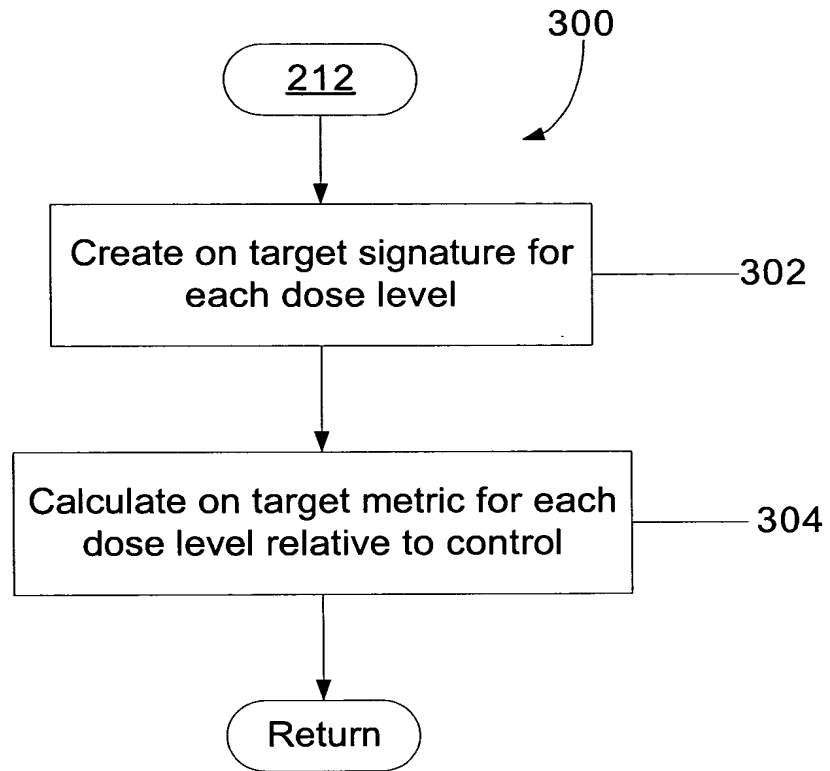 300
212
Create on target signature for
each dose level
302
Calculate on target metric for each
dose level relative to control
304
Return